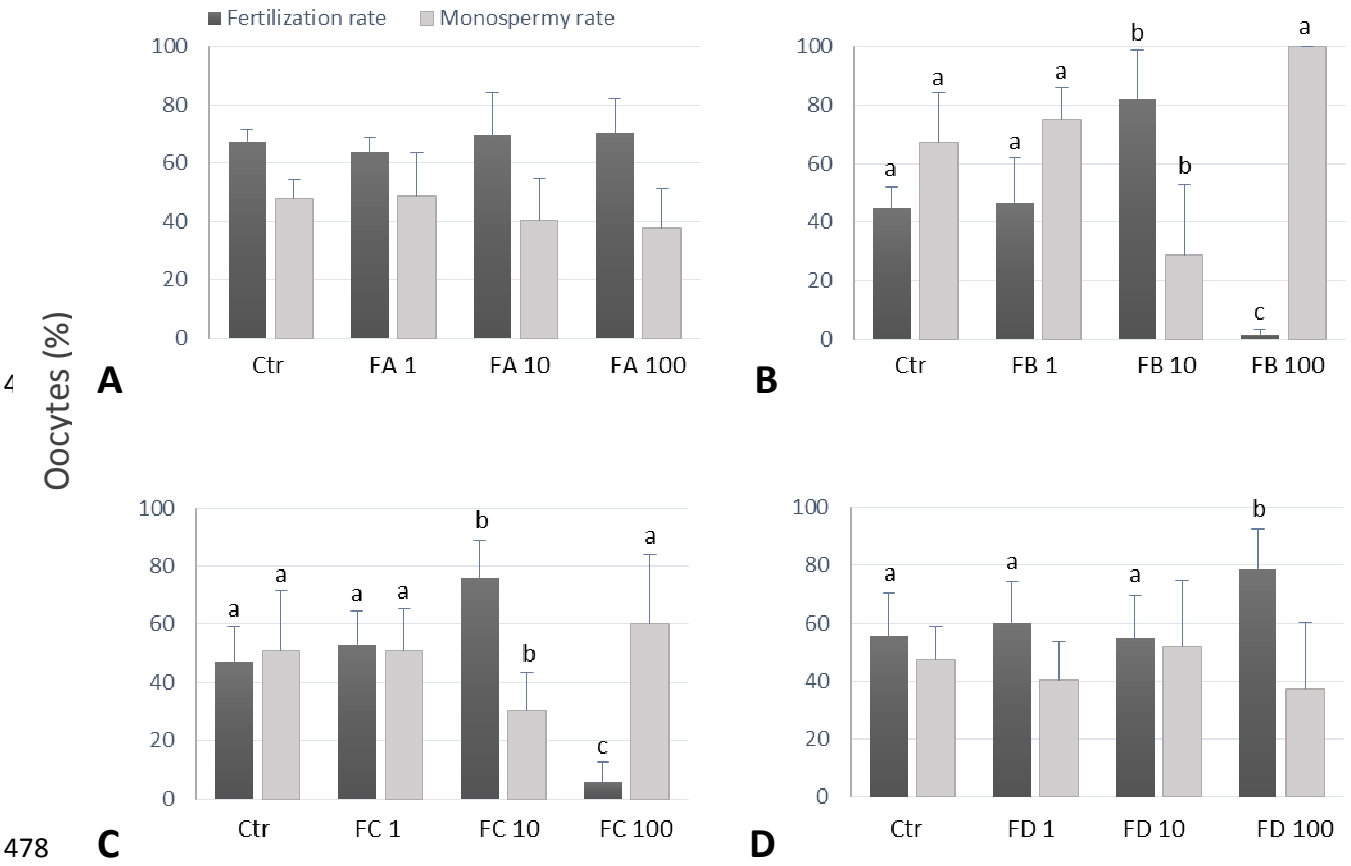 Fertilization rate Monospermy rate
100
80
60
40
20
0
Ctr FA 1 FA 10 FA 100
A
100
80
60
40
20
0
a a a a b b c a
Ctr FB 1 FB 10 FB 100
B
Oocytes (%)
100
80
60
40
20
0
a a a a b b c a
Ctr FC 1 FC 10 FC 100
478 C
100
80
60
40
20
0
a a a b
Ctr FD 1 FD 10 FD 100
D